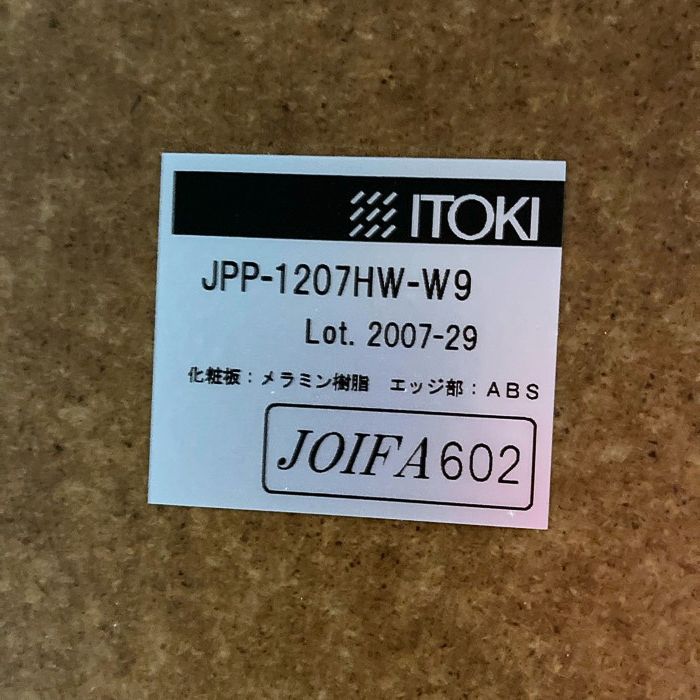 ITOKI
JPP-1207HW-W9
Lot. 2007-29
化粧板：メラミン樹脂　エッジ部：ABS
JOIFA602